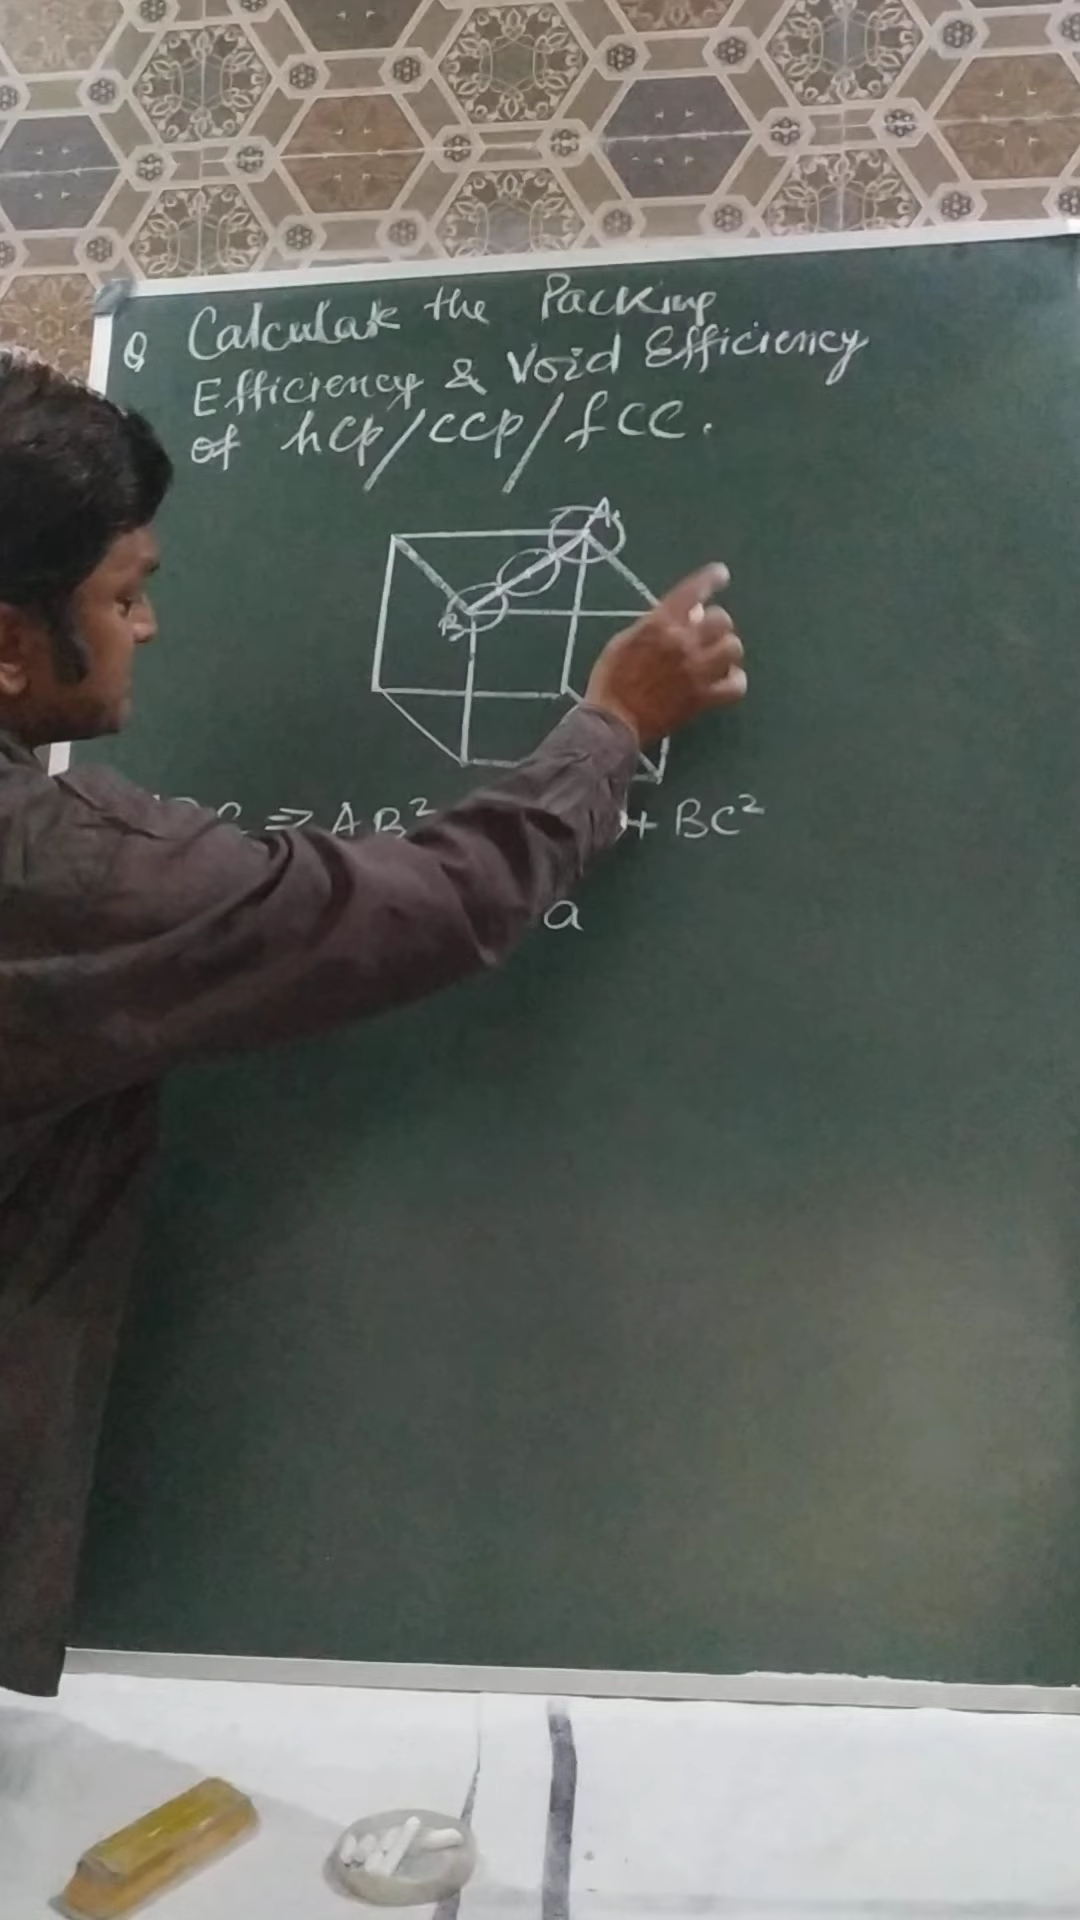 Q Calculate the Packing
Efficiency & Void Efficiency
of hcp/ccp/fcc.
A
B
⇒ AB² + BC²
a